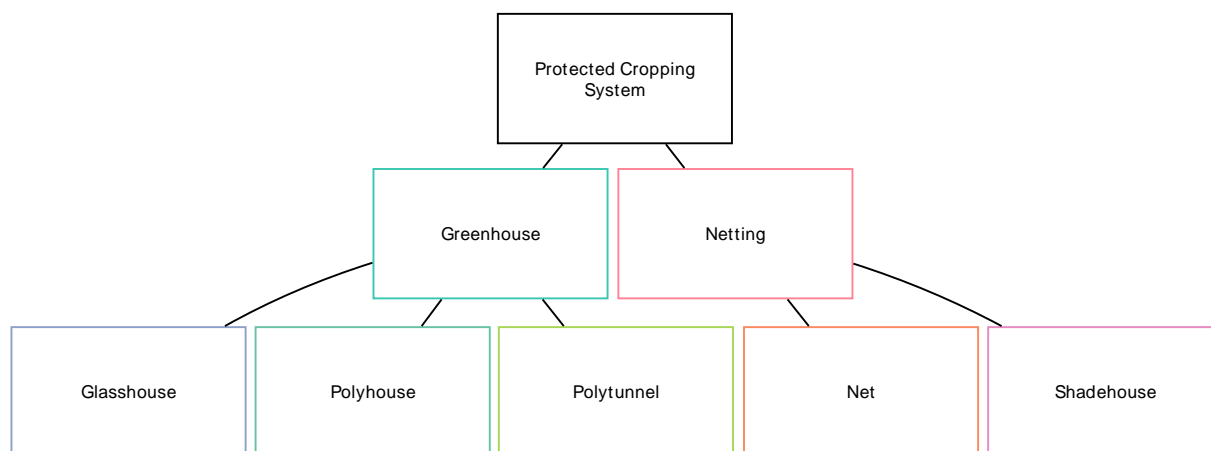 Protected Cropping
System
Greenhouse
Netting
Glasshouse
Polyhouse
Polytunnel
Net
Shadehouse